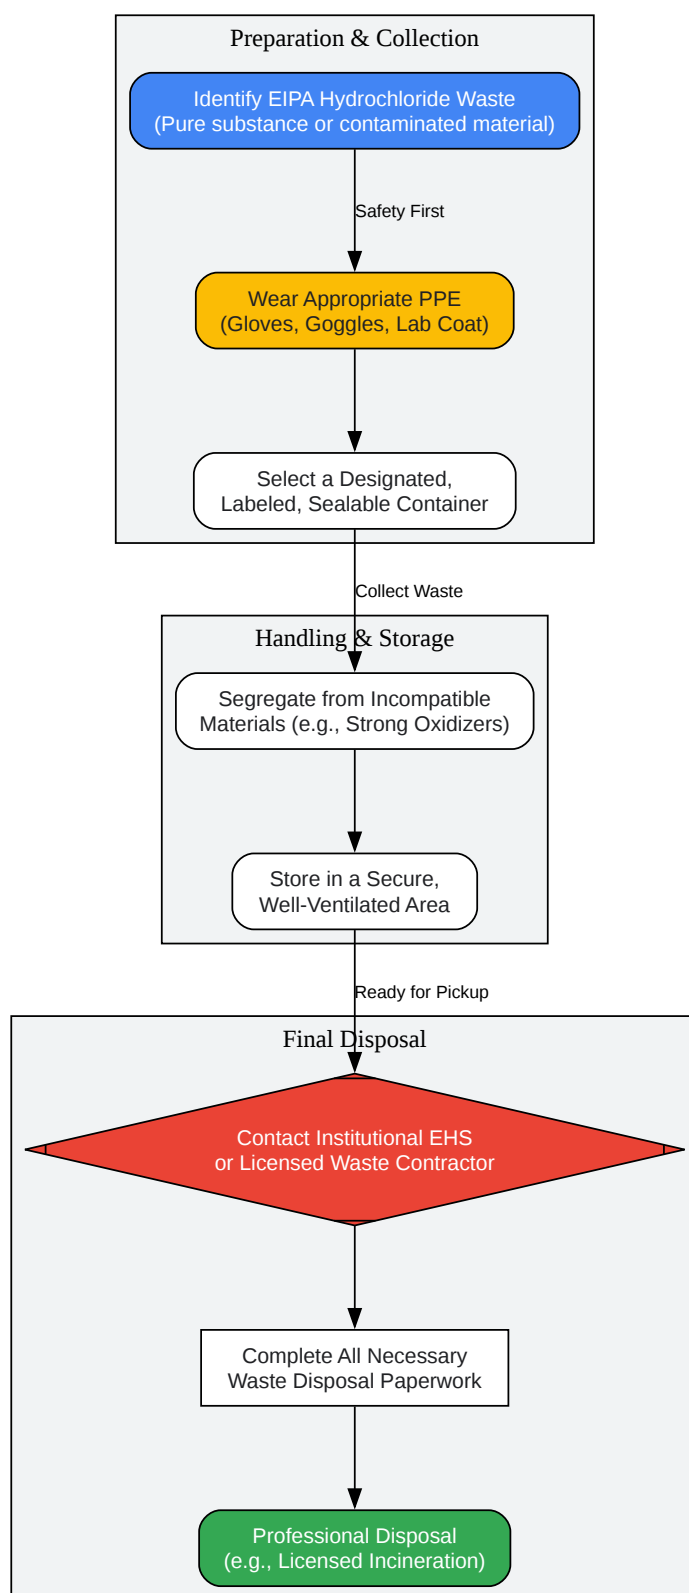 Preparation & Collection
Identify EIPA Hydrochloride Waste
(Pure substance or contaminated material)
Safety First
Wear Appropriate PPE
(Gloves, Goggles, Lab Coat)
Select a Designated,
Labeled, Sealable Container
Collect Waste
Handling & Storage
Segregate from Incompatible
Materials (e.g., Strong Oxidizers)
Store in a Secure,
Well-Ventilated Area
Ready for Pickup
Final Disposal
Contact Institutional EHS
or Licensed Waste Contractor
Complete All Necessary
Waste Disposal Paperwork
Professional Disposal
(e.g., Licensed Incineration)